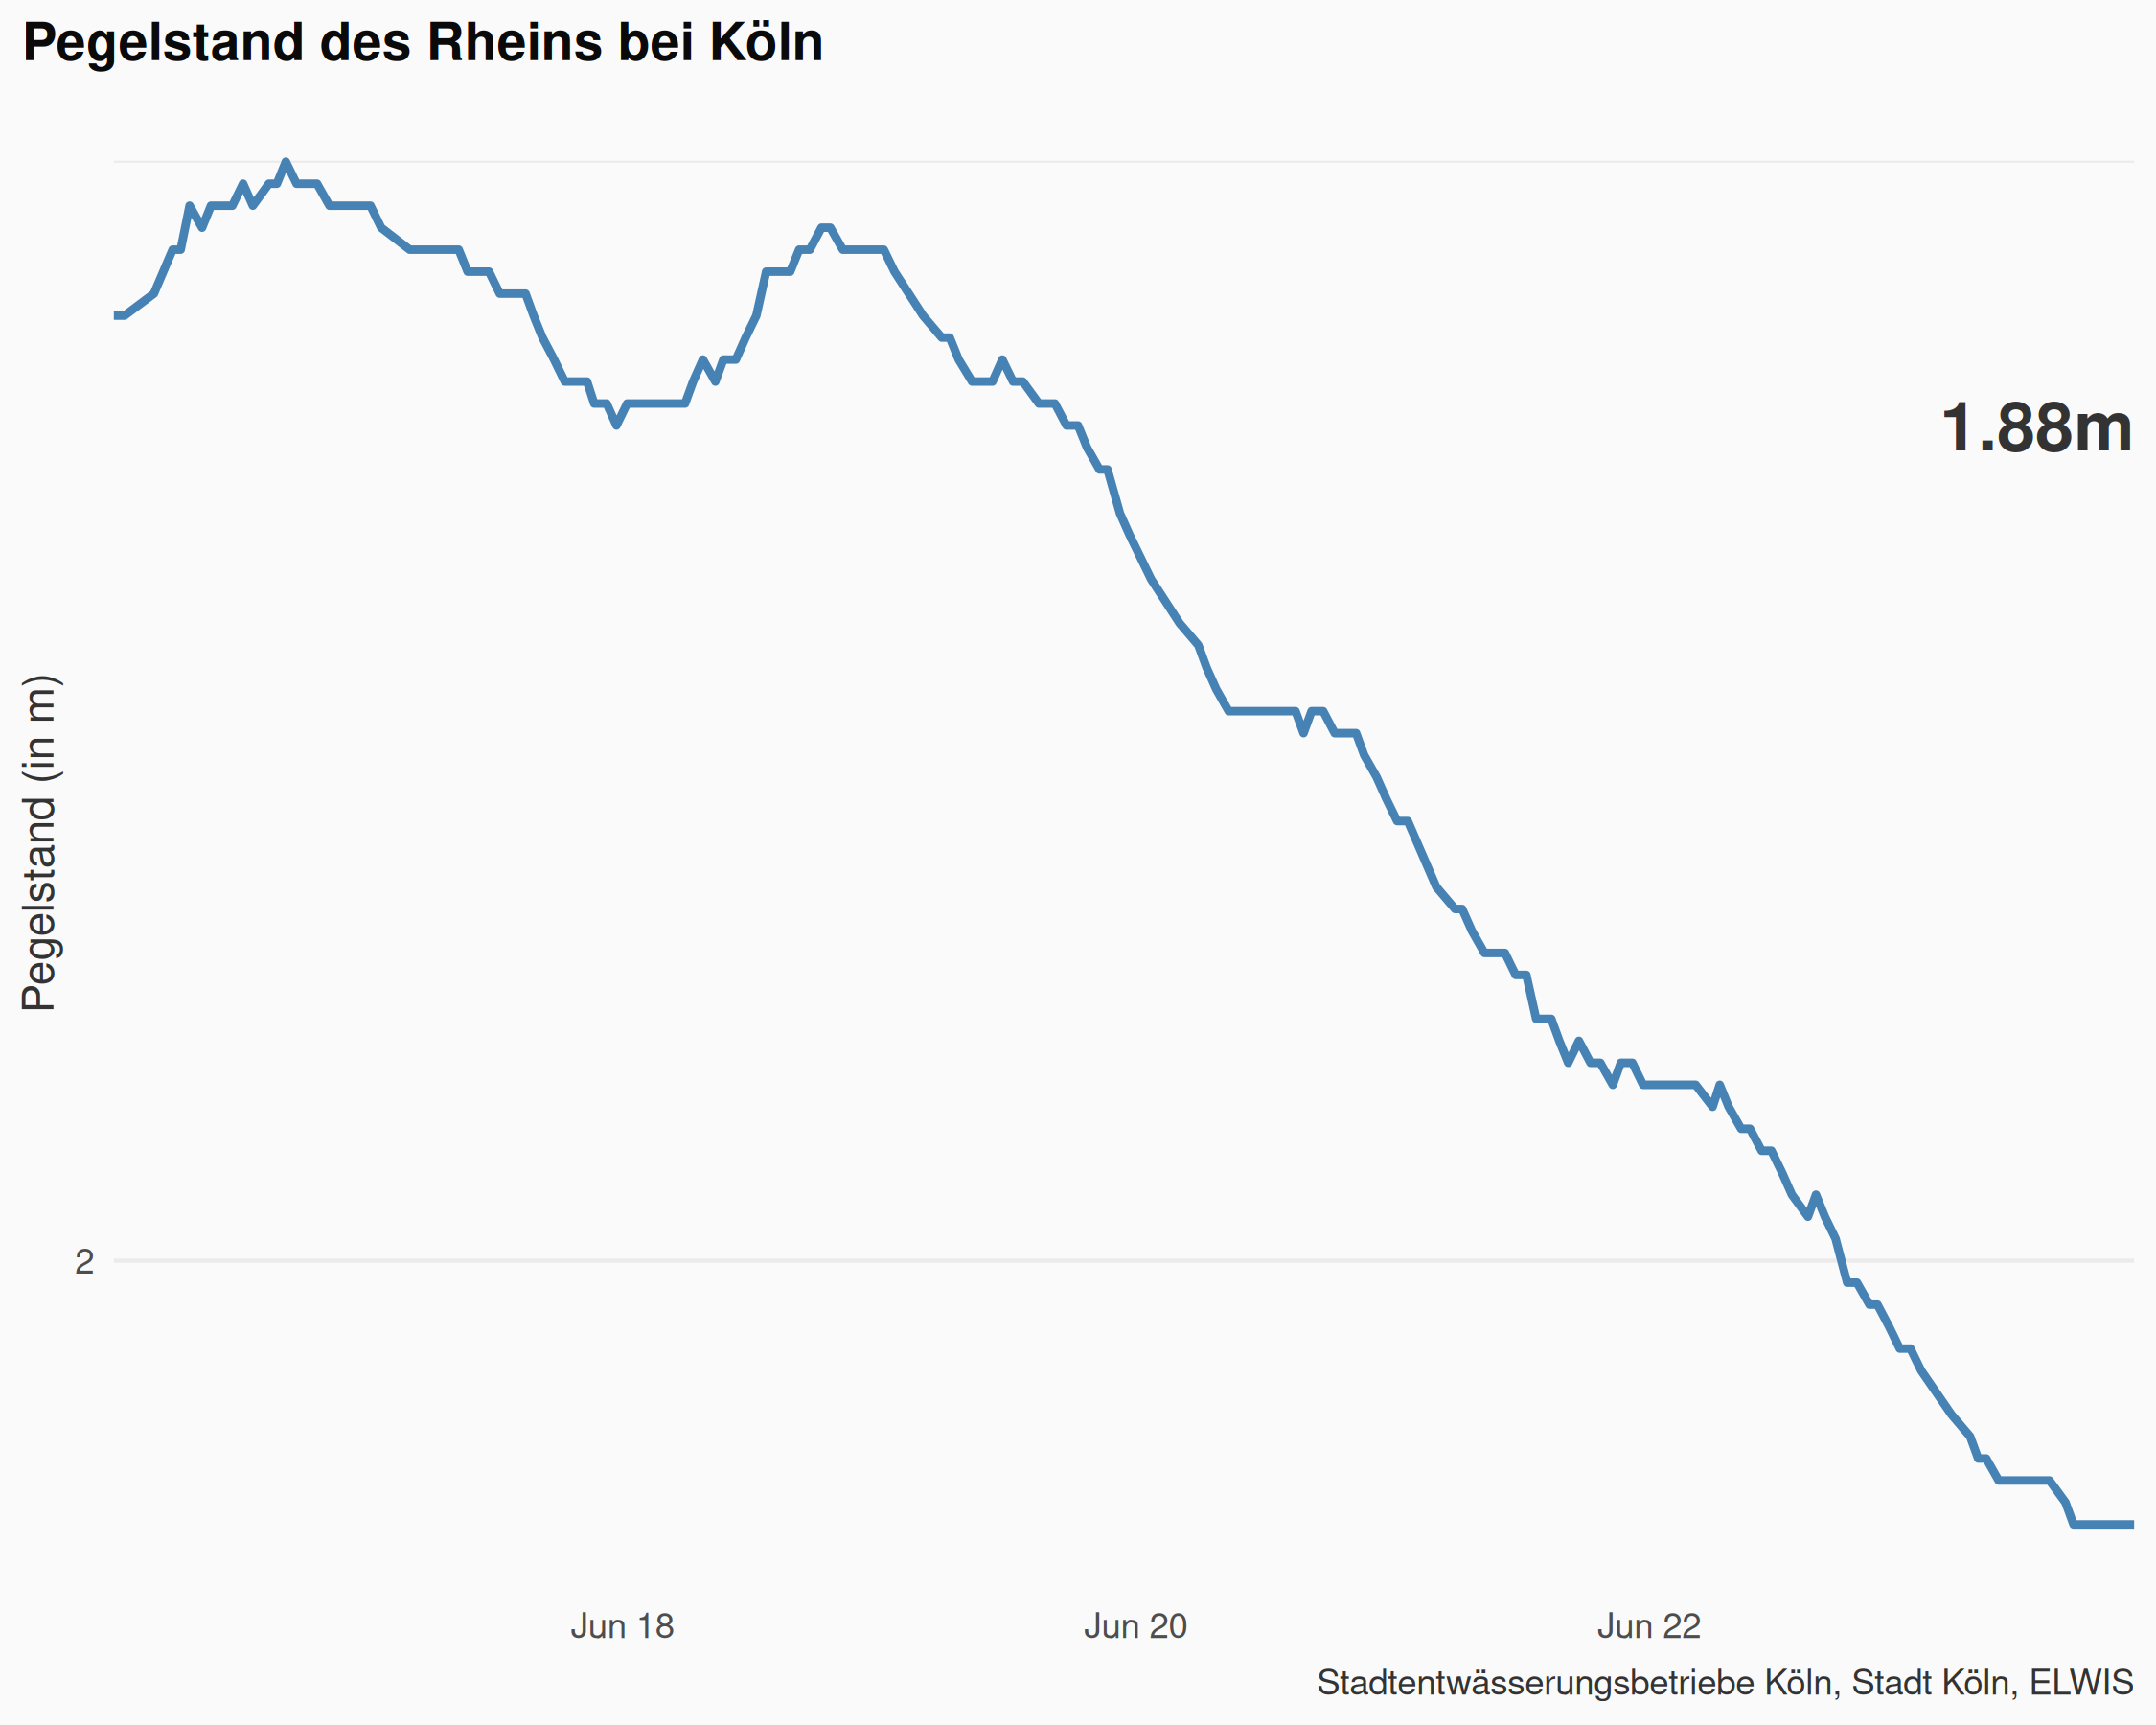 Pegelstand des Rheins bei Köln
1.88m
Pegelstand (in m)
2
Jun 18
Jun 20
Jun 22
Stadtentwässerungsbetriebe Köln, Stadt Köln, ELWIS